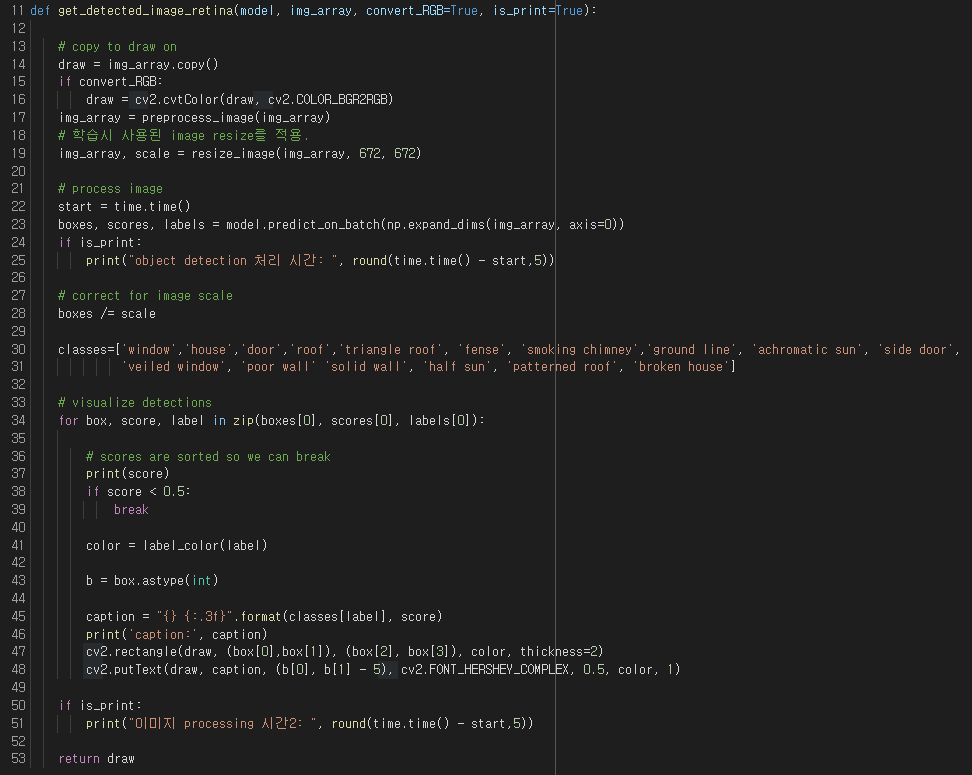 11 def get_detected_image_retina(model, img_array, convert_RGB=True, is_print=True):
12
13     # copy to draw on
14     draw = img_array.copy()
15     if convert_RGB:
16         draw = cv2.cvtColor(draw, cv2.COLOR_BGR2RGB)
17     img_array = preprocess_image(img_array)
18     # 학습시 사용된 image resize를 적용.
19     img_array, scale = resize_image(img_array, 672, 672)
20
21     # process image
22     start = time.time()
23     boxes, scores, labels = model.predict_on_batch(np.expand_dims(img_array, axis=0))
24     if is_print:
25         print("object detection 처리 시간: ", round(time.time() - start,5))
26
27     # correct for image scale
28     boxes /= scale
29
30     classes=['window','house','door','roof','triangle roof', 'fense', 'smoking chimney','ground line', 'achromatic sun', 'side door',
31              'veiled window', 'poor wall' 'solid wall', 'half sun', 'patterned roof', 'broken house']
32
33     # visualize detections
34     for box, score, label in zip(boxes[0], scores[0], labels[0]):
35
36         # scores are sorted so we can break
37         print(score)
38         if score < 0.5:
39             break
40
41         color = label_color(label)
42
43         b = box.astype(int)
44
45         caption = "{} {:.3f}".format(classes[label], score)
46         print('caption:', caption)
47         cv2.rectangle(draw, (box[0],box[1]), (box[2], box[3]), color, thickness=2)
48         cv2.putText(draw, caption, (b[0], b[1] - 5), cv2.FONT_HERSHEY_COMPLEX, 0.5, color, 1)
49
50     if is_print:
51         print("이미지 processing 시간2: ", round(time.time() - start,5))
52
53     return draw